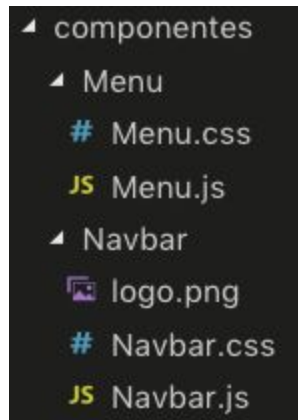 componentes
Menu
# Menu.css
JS Menu.js
Navbar
logo.png
# Navbar.css
JS Navbar.js